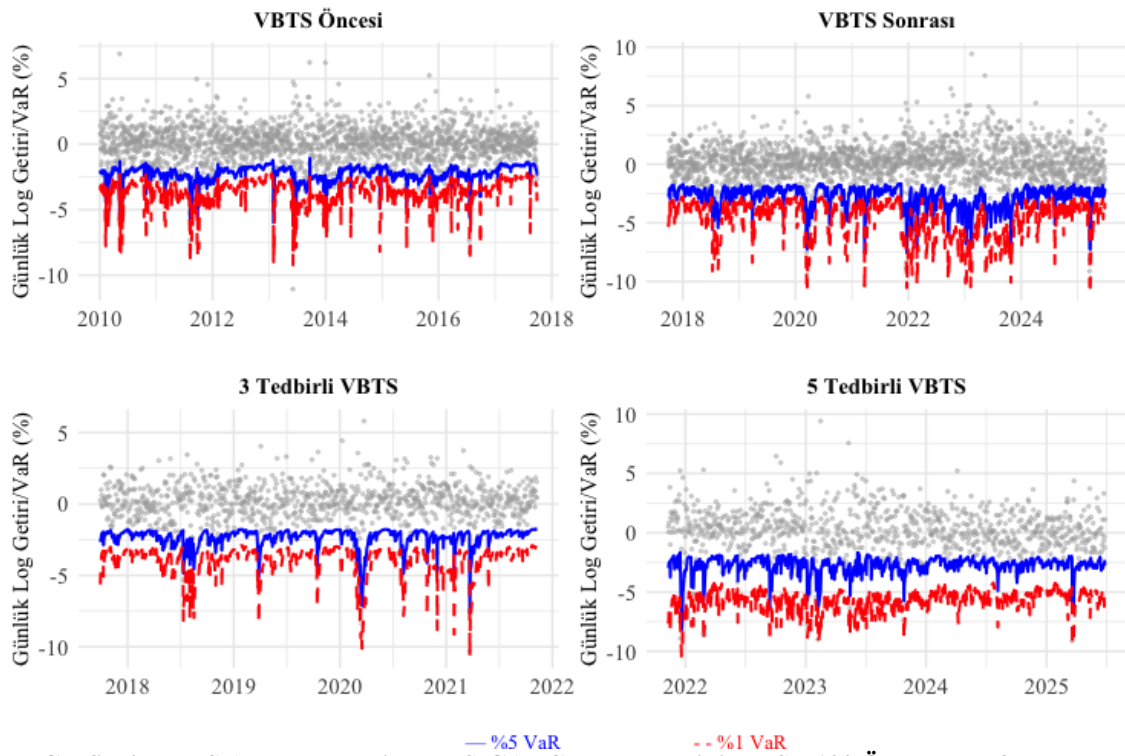 VBTS Öncesi
Günlük Log Getiri/VaR (%)
5
0
-5
-10
2010 2012 2014 2016 2018
VBTS Sonrası
Günlük Log Getiri/VaR (%)
10
5
0
-5
-10
2018 2020 2022 2024
3 Tedbirli VBTS
Günlük Log Getiri/VaR (%)
5
0
-5
-10
2018 2019 2020 2021 2022
5 Tedbirli VBTS
Günlük Log Getiri/VaR (%)
10
5
0
-5
-10
2022 2023 2024 2025
— %5 VaR - - %1 VaR